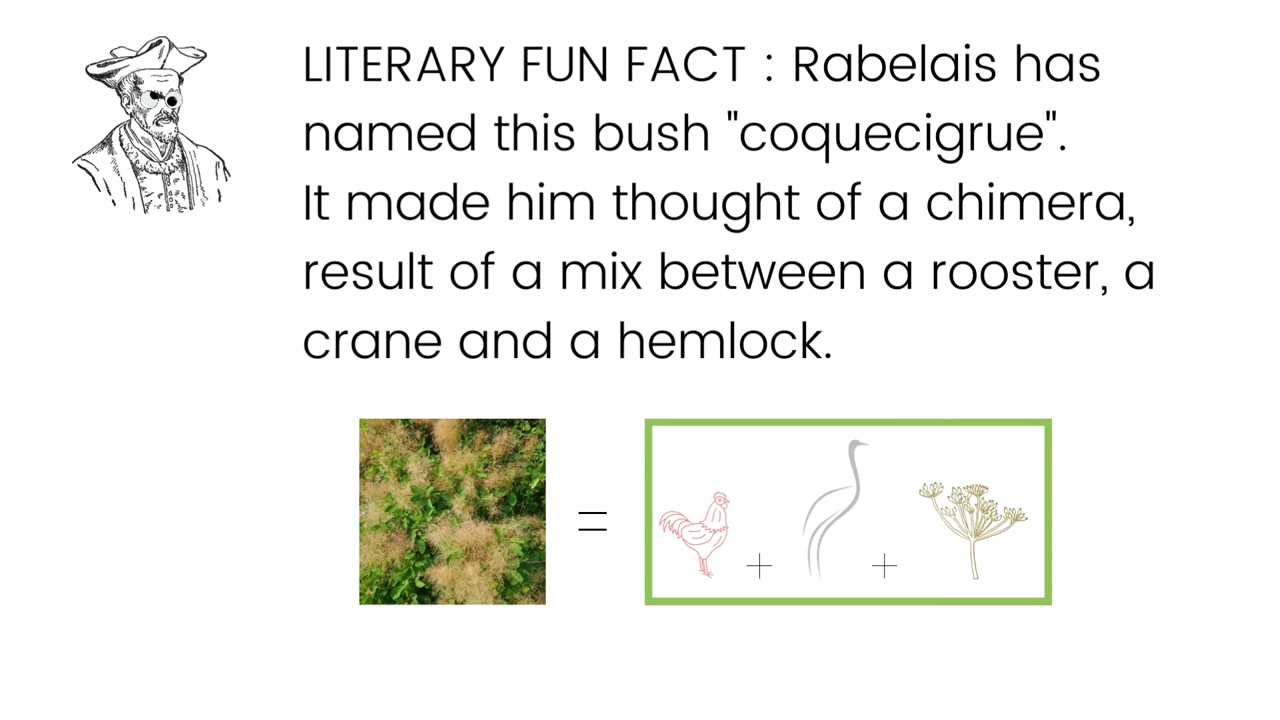 LITERARY FUN FACT : Rabelais has
named this bush "coquecigrue".
It made him thought of a chimera,
result of a mix between a rooster, a
crane and a hemlock.
=
+ +